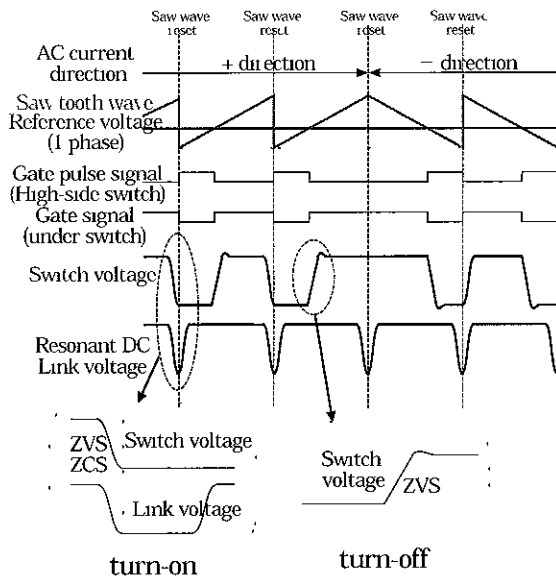 Saw wave
reset
Saw wave
reset
Saw wave
reset
Saw wave
reset
AC current
direction
+ direction
− direction
Saw tooth wave
Reference voltage
(1 phase)
Gate pulse signal
(High-side switch)
Gate signal
(under switch)
Switch voltage
Resonant DC
Link voltage
ZVS
ZCS
Switch voltage
Link voltage
turn-on
Switch
voltage
ZVS
turn-off